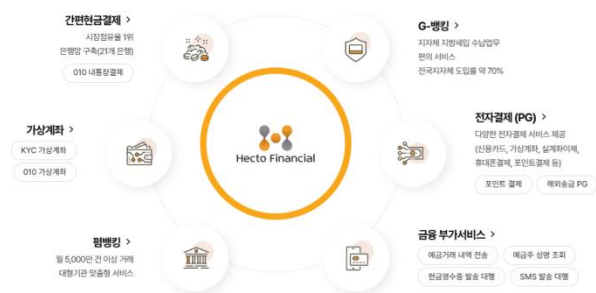 간편현금결제 >
시장점유율 1위
은행망 구축(21개 은행)
010 내통장결제
G-뱅킹 >
지자체 지방세입 수납업무
편의 서비스
전국지자체 도입률 약 70%
가상계좌 >
KYC 가상계좌
010 가상계좌
Hecto Financial
전자결제 (PG) >
다양한 전자결제 서비스 제공
(신용카드, 가상계좌, 실계좌이체,
휴대폰결제, 포인트결제 등)
포인트 결제
해외송금 PG
펌뱅킹 >
월 5,000만 건 이상 거래
대형기관 맞춤형 서비스
금융 부가서비스 >
예금거래 내역 전송
예금주 성명 조회
현금영수증 발송 대행
SMS 발송 대행